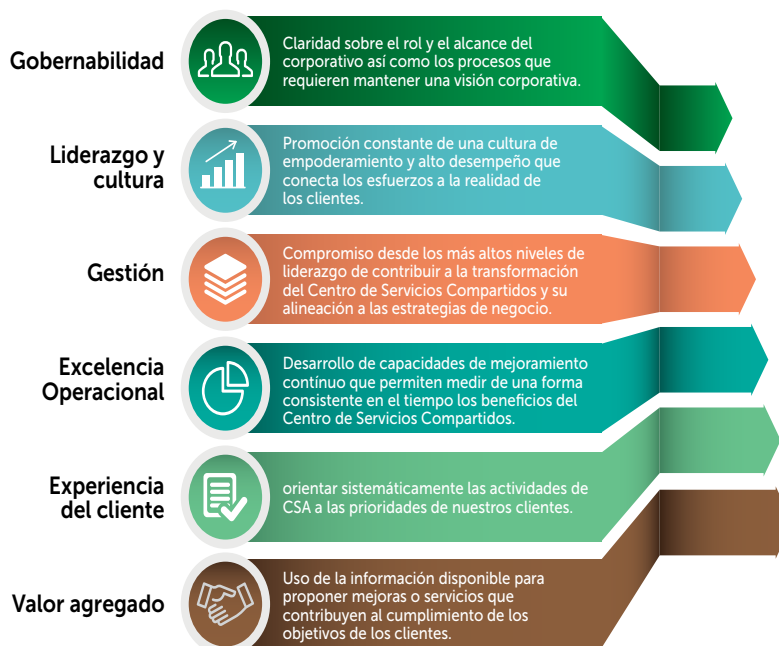 Gobernabilidad
Claridad sobre el rol y el alcance del
corporativo así como los procesos que
requieren mantener una visión corporativa.
Liderazgo y
cultura
Promoción constante de una cultura de
empoderamiento y alto desempeño que
conecta los esfuerzos a la realidad de
los clientes.
Gestión
Compromiso desde los más altos niveles de
liderazgo de contribuir a la transformación
del Centro de Servicios Compartidos y su
alineación a las estrategias de negocio.
Excelencia
Operacional
Desarrollo de capacidades de mejoramiento
contínuo que permiten medir de una forma
consistente en el tiempo los beneficios del
Centro de Servicios Compartidos.
Experiencia
del cliente
orientar sistemáticamente las actividades de
CSA a las prioridades de nuestros clientes.
Valor agregado
Uso de la información disponible para
proponer mejoras o servicios que
contribuyen al cumplimiento de los
objetivos de los clientes.